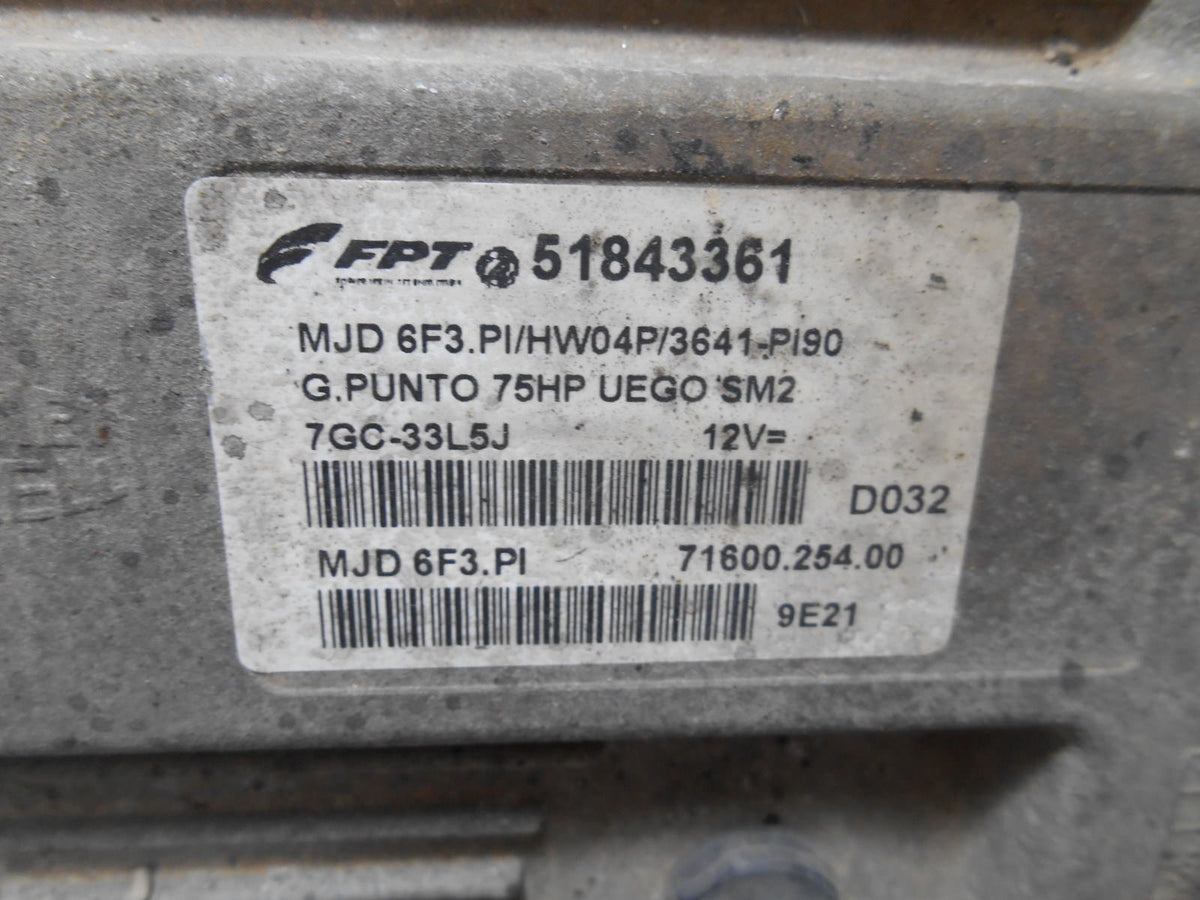 FPT 51843361
MJD 6F3.PI/HW04P/3641-PI90
G.PUNTO 75HP UEGO SM2
7GC-33L5J 12V=
D032
MJD 6F3.PI 71600.254.00
9E21